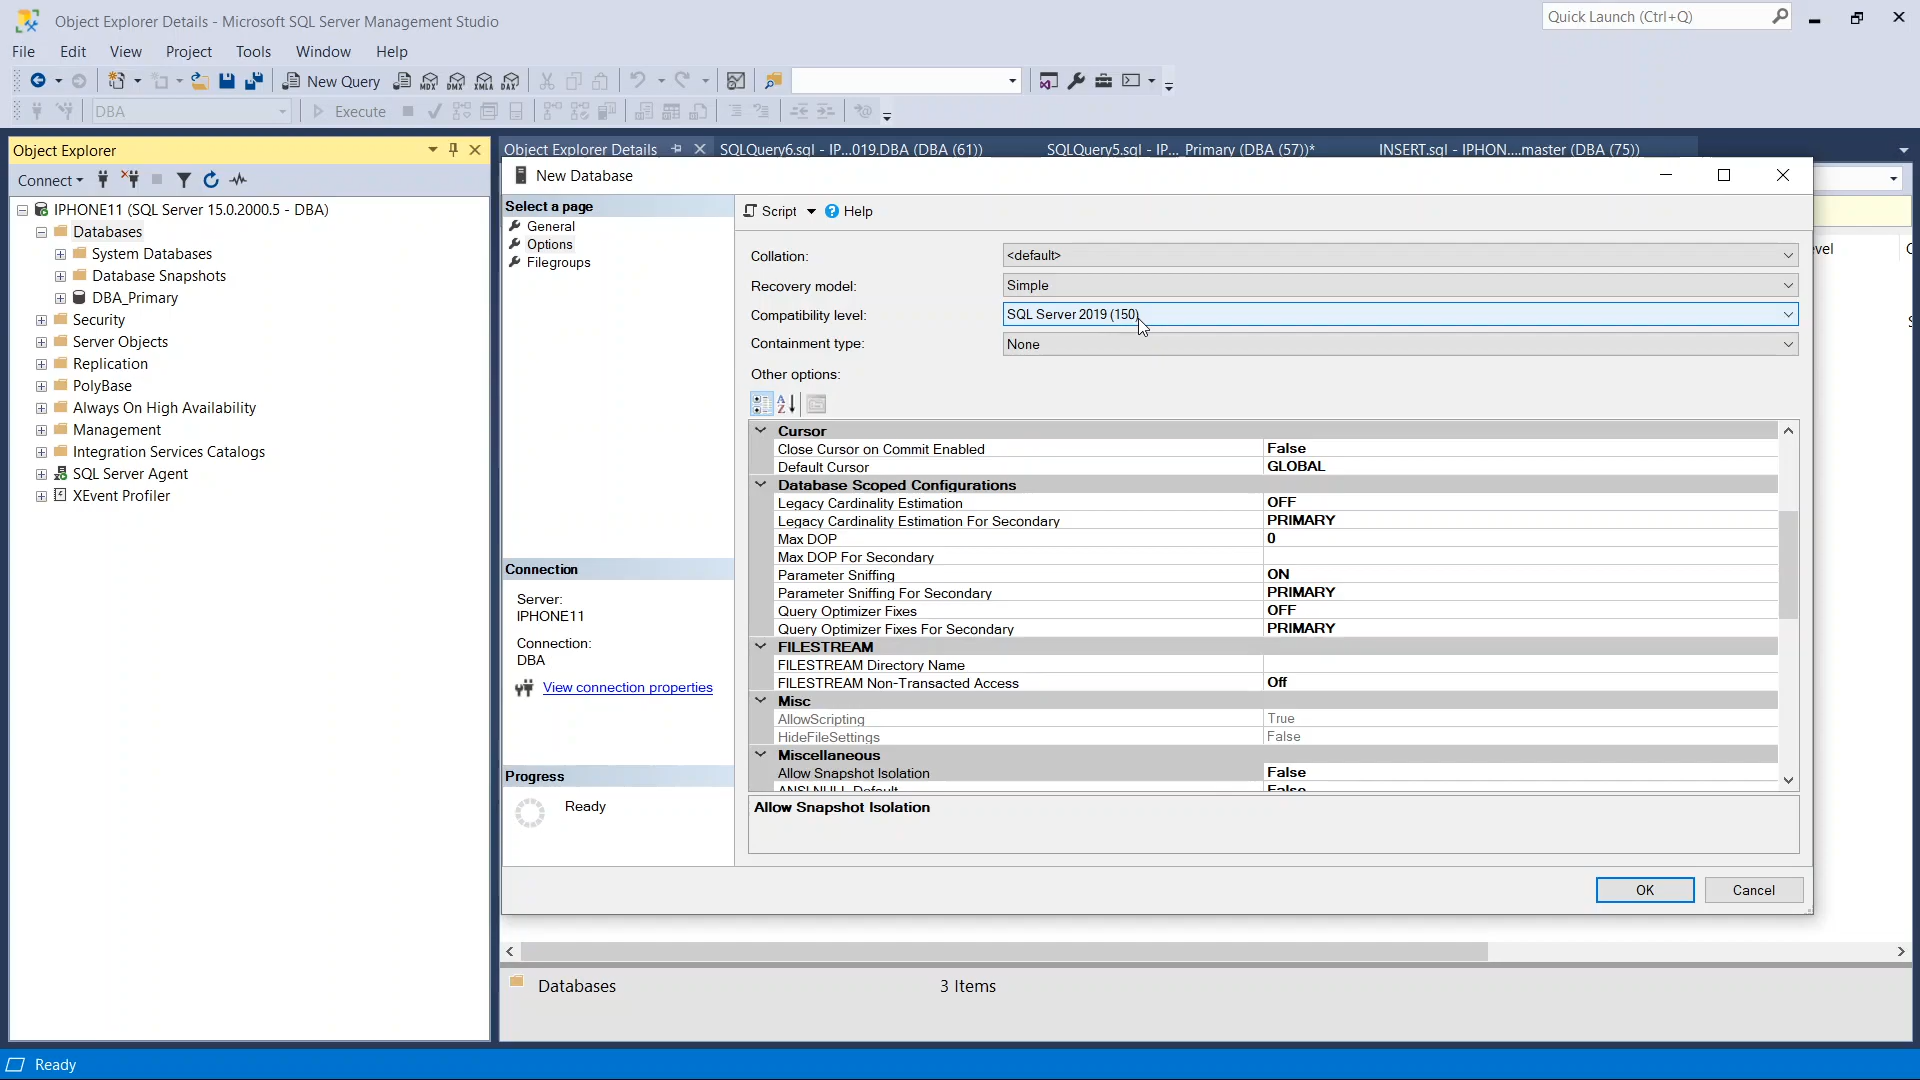 Object Explorer Details - Microsoft SQL Server Management Studio
Quick Launch (Ctrl+Q)
File Edit View Project Tools Window Help
New Query
MDX DMX XMLA DAX
DBA
Execute
Object Explorer
Object Explorer Details
SQLQuery6.sql - IP...019.DBA (DBA (61))
SQLQuery5.sql - IP... Primary (DBA (57))*
INSERT.sql - IPHON....master (DBA (75))
Connect
IPHONE11 (SQL Server 15.0.2000.5 - DBA)
Databases
System Databases
Database Snapshots
DBA_Primary
Security
Server Objects
Replication
PolyBase
Always On High Availability
Management
Integration Services Catalogs
SQL Server Agent
XEvent Profiler
New Database
Select a page
General
Options
Filegroups
Connection
Server:
IPHONE11
Connection:
DBA
View connection properties
Progress
Ready
Script Help
Collation: <default>
Recovery model: Simple
Compatibility level: SQL Server 2019 (150)
Containment type: None
Other options:
Cursor
Close Cursor on Commit Enabled False
Default Cursor GLOBAL
Database Scoped Configurations
Legacy Cardinality Estimation OFF
Legacy Cardinality Estimation For Secondary PRIMARY
Max DOP 0
Max DOP For Secondary
Parameter Sniffing ON
Parameter Sniffing For Secondary PRIMARY
Query Optimizer Fixes OFF
Query Optimizer Fixes For Secondary PRIMARY
FILESTREAM
FILESTREAM Directory Name
FILESTREAM Non-Transacted Access Off
Misc
AllowScripting True
HideFileSettings False
Miscellaneous
Allow Snapshot Isolation False
ANSI NULL Default False
Allow Snapshot Isolation
OK Cancel
Databases 3 Items
Ready